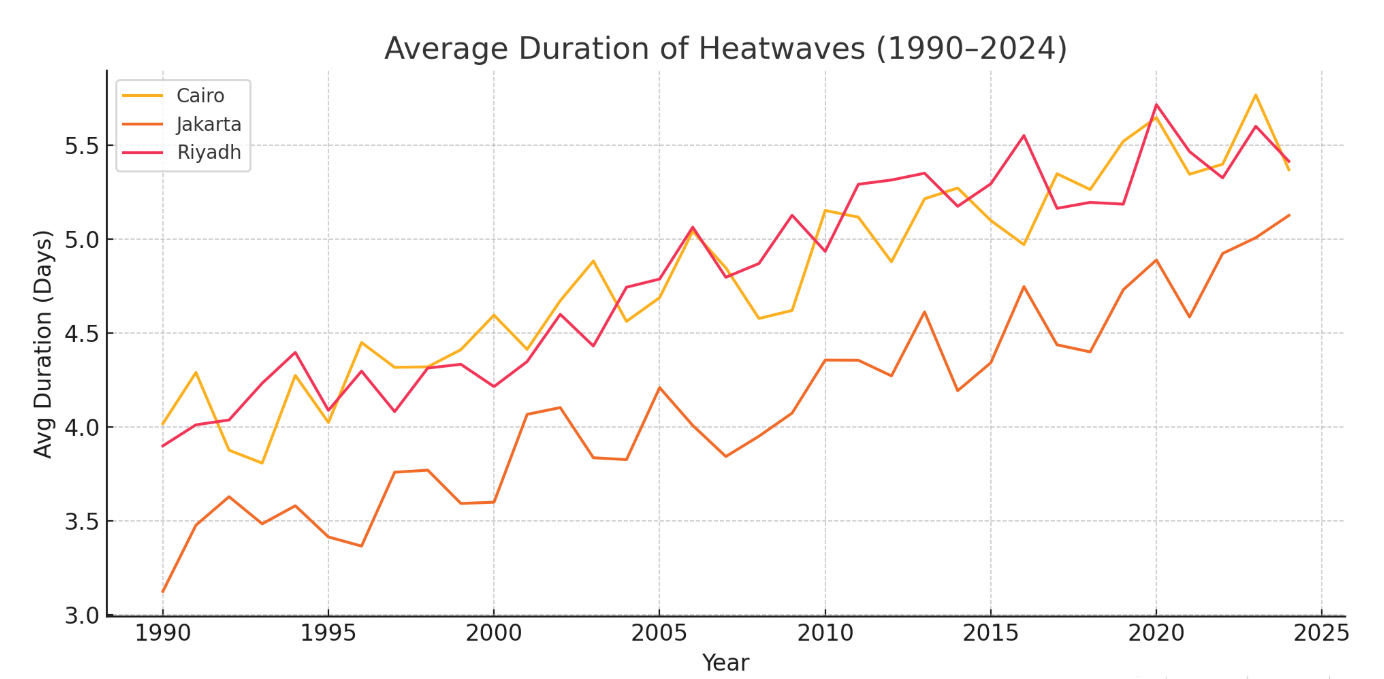 Average Duration of Heatwaves (1990–2024)
Cairo
Jakarta
Riyadh
Avg Duration (Days)
5.5
5.0
4.5
4.0
3.5
3.0
1990 1995 2000 2005 2010 2015 2020 2025
Year